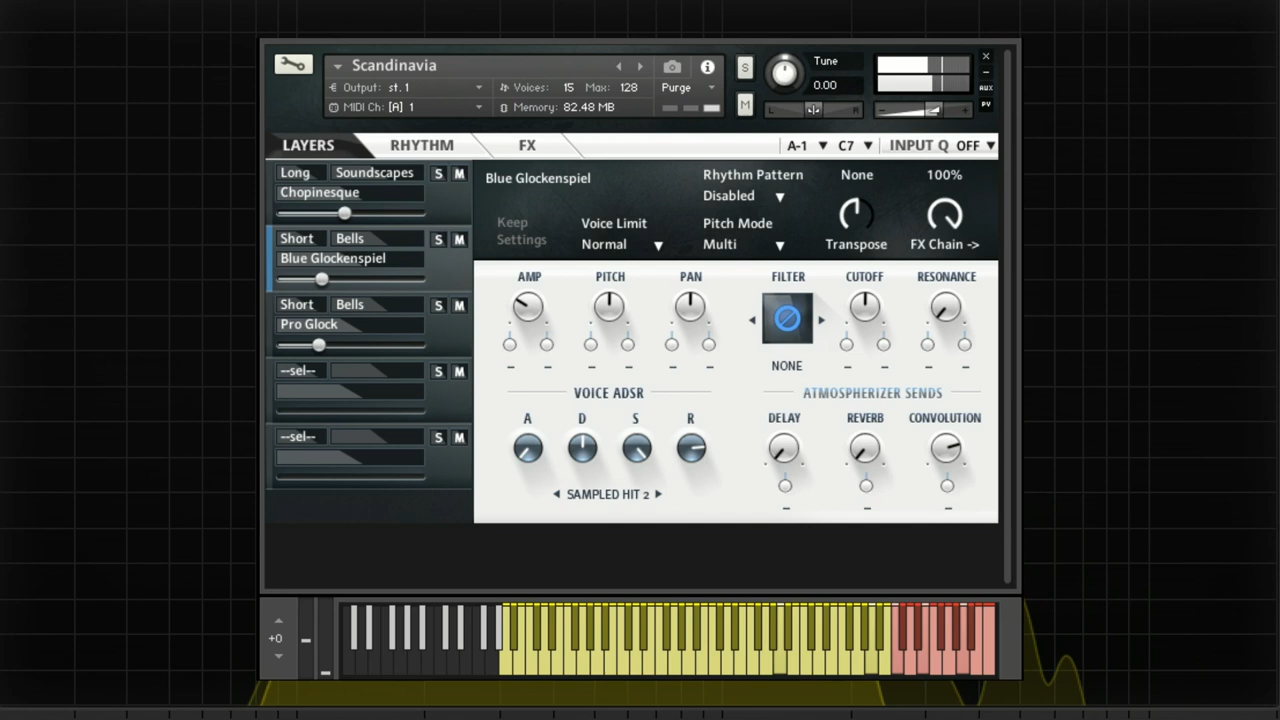 Scandinavia
Output: st. 1
Voices: 15 Max: 128
Purge
MIDI Ch: [A] 1
Memory: 82.48 MB
S
M
Tune
0.00
L R
AUX
PV
LAYERS RHYTHM FX
A-1 C7 INPUT Q OFF
Long Soundscapes S M
Chopinesque
Short Bells S M
Blue Glockenspiel
Short Bells S M
Pro Glock
--sel-- S M
--sel-- S M
Blue Glockenspiel
Keep
Settings
Voice Limit
Normal
Rhythm Pattern
Disabled
Pitch Mode
Multi
None
Transpose
100%
FX Chain ->
AMP PITCH PAN FILTER CUTOFF RESONANCE
NONE
VOICE ADSR ATMOSPHERIZER SENDS
A D S R DELAY REVERB CONVOLUTION
SAMPLED HIT 2
+0